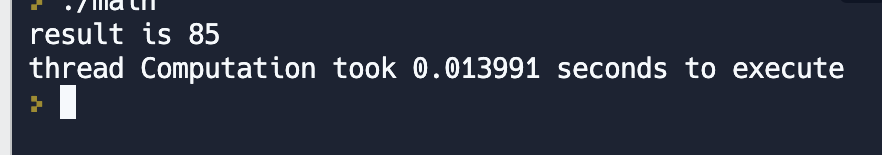 > ./math
result is 85
thread Computation took 0.013991 seconds to execute
>